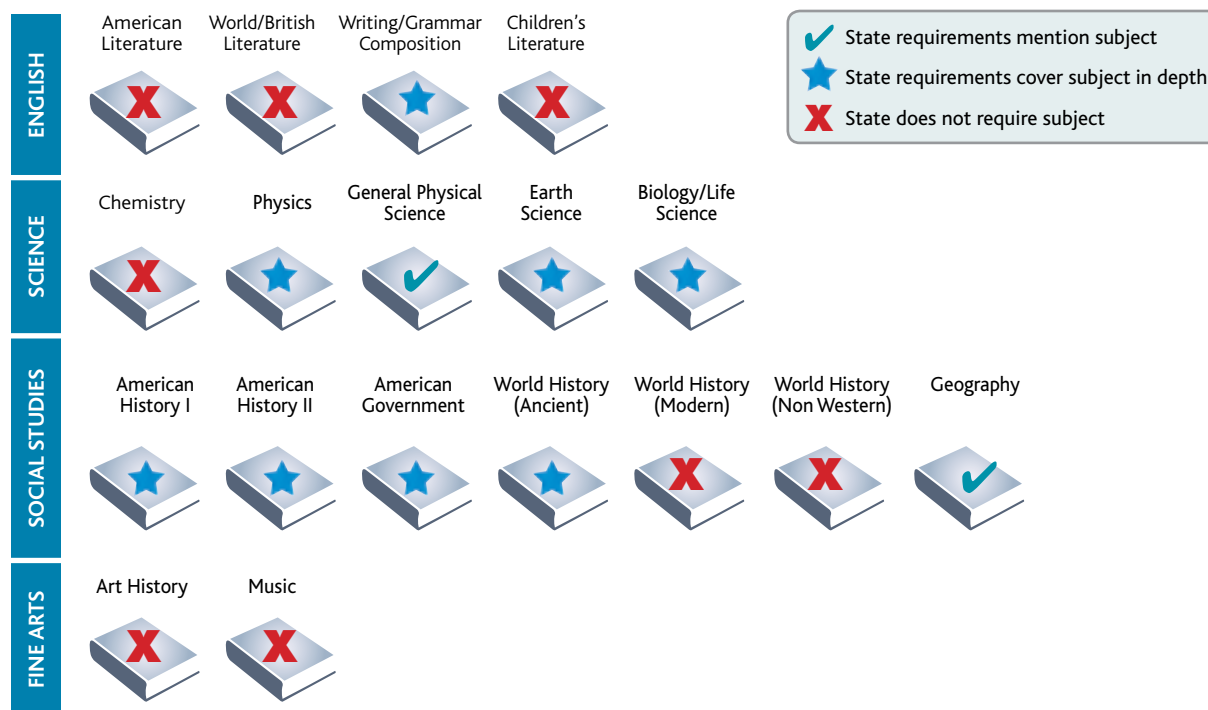 ENGLISH
American
Literature
World/British
Literature
Writing/Grammar
Composition
Children's
Literature
State requirements mention subject
State requirements cover subject in depth
State does not require subject
SCIENCE
Chemistry
Physics
General Physical
Science
Earth
Science
Biology/Life
Science
SOCIAL STUDIES
American
History I
American
History II
American
Government
World History
(Ancient)
World History
(Modern)
World History
(Non Western)
Geography
FINE ARTS
Art History
Music